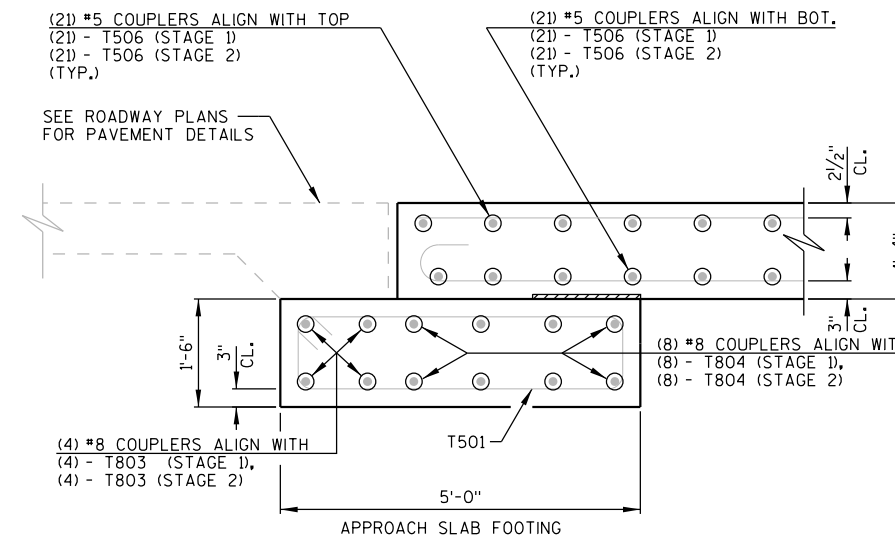 (21) #5 COUPLERS ALIGN WITH TOP
(21) - T506 (STAGE 1)
(21) - T506 (STAGE 2)
(TYP.)
(21) #5 COUPLERS ALIGN WITH BOT.
(21) - T506 (STAGE 1)
(21) - T506 (STAGE 2)
(TYP.)
SEE ROADWAY PLANS
FOR PAVEMENT DETAILS
2½"
CL.
1'-6"
3"
CL.
3"
CL.
(8) #8 COUPLERS ALIGN WIT
(8) - T804 (STAGE 1),
(8) - T804 (STAGE 2)
(4) #8 COUPLERS ALIGN WITH
(4) - T803 (STAGE 1),
(4) - T803 (STAGE 2)
T501
5'-0"
APPROACH SLAB FOOTING